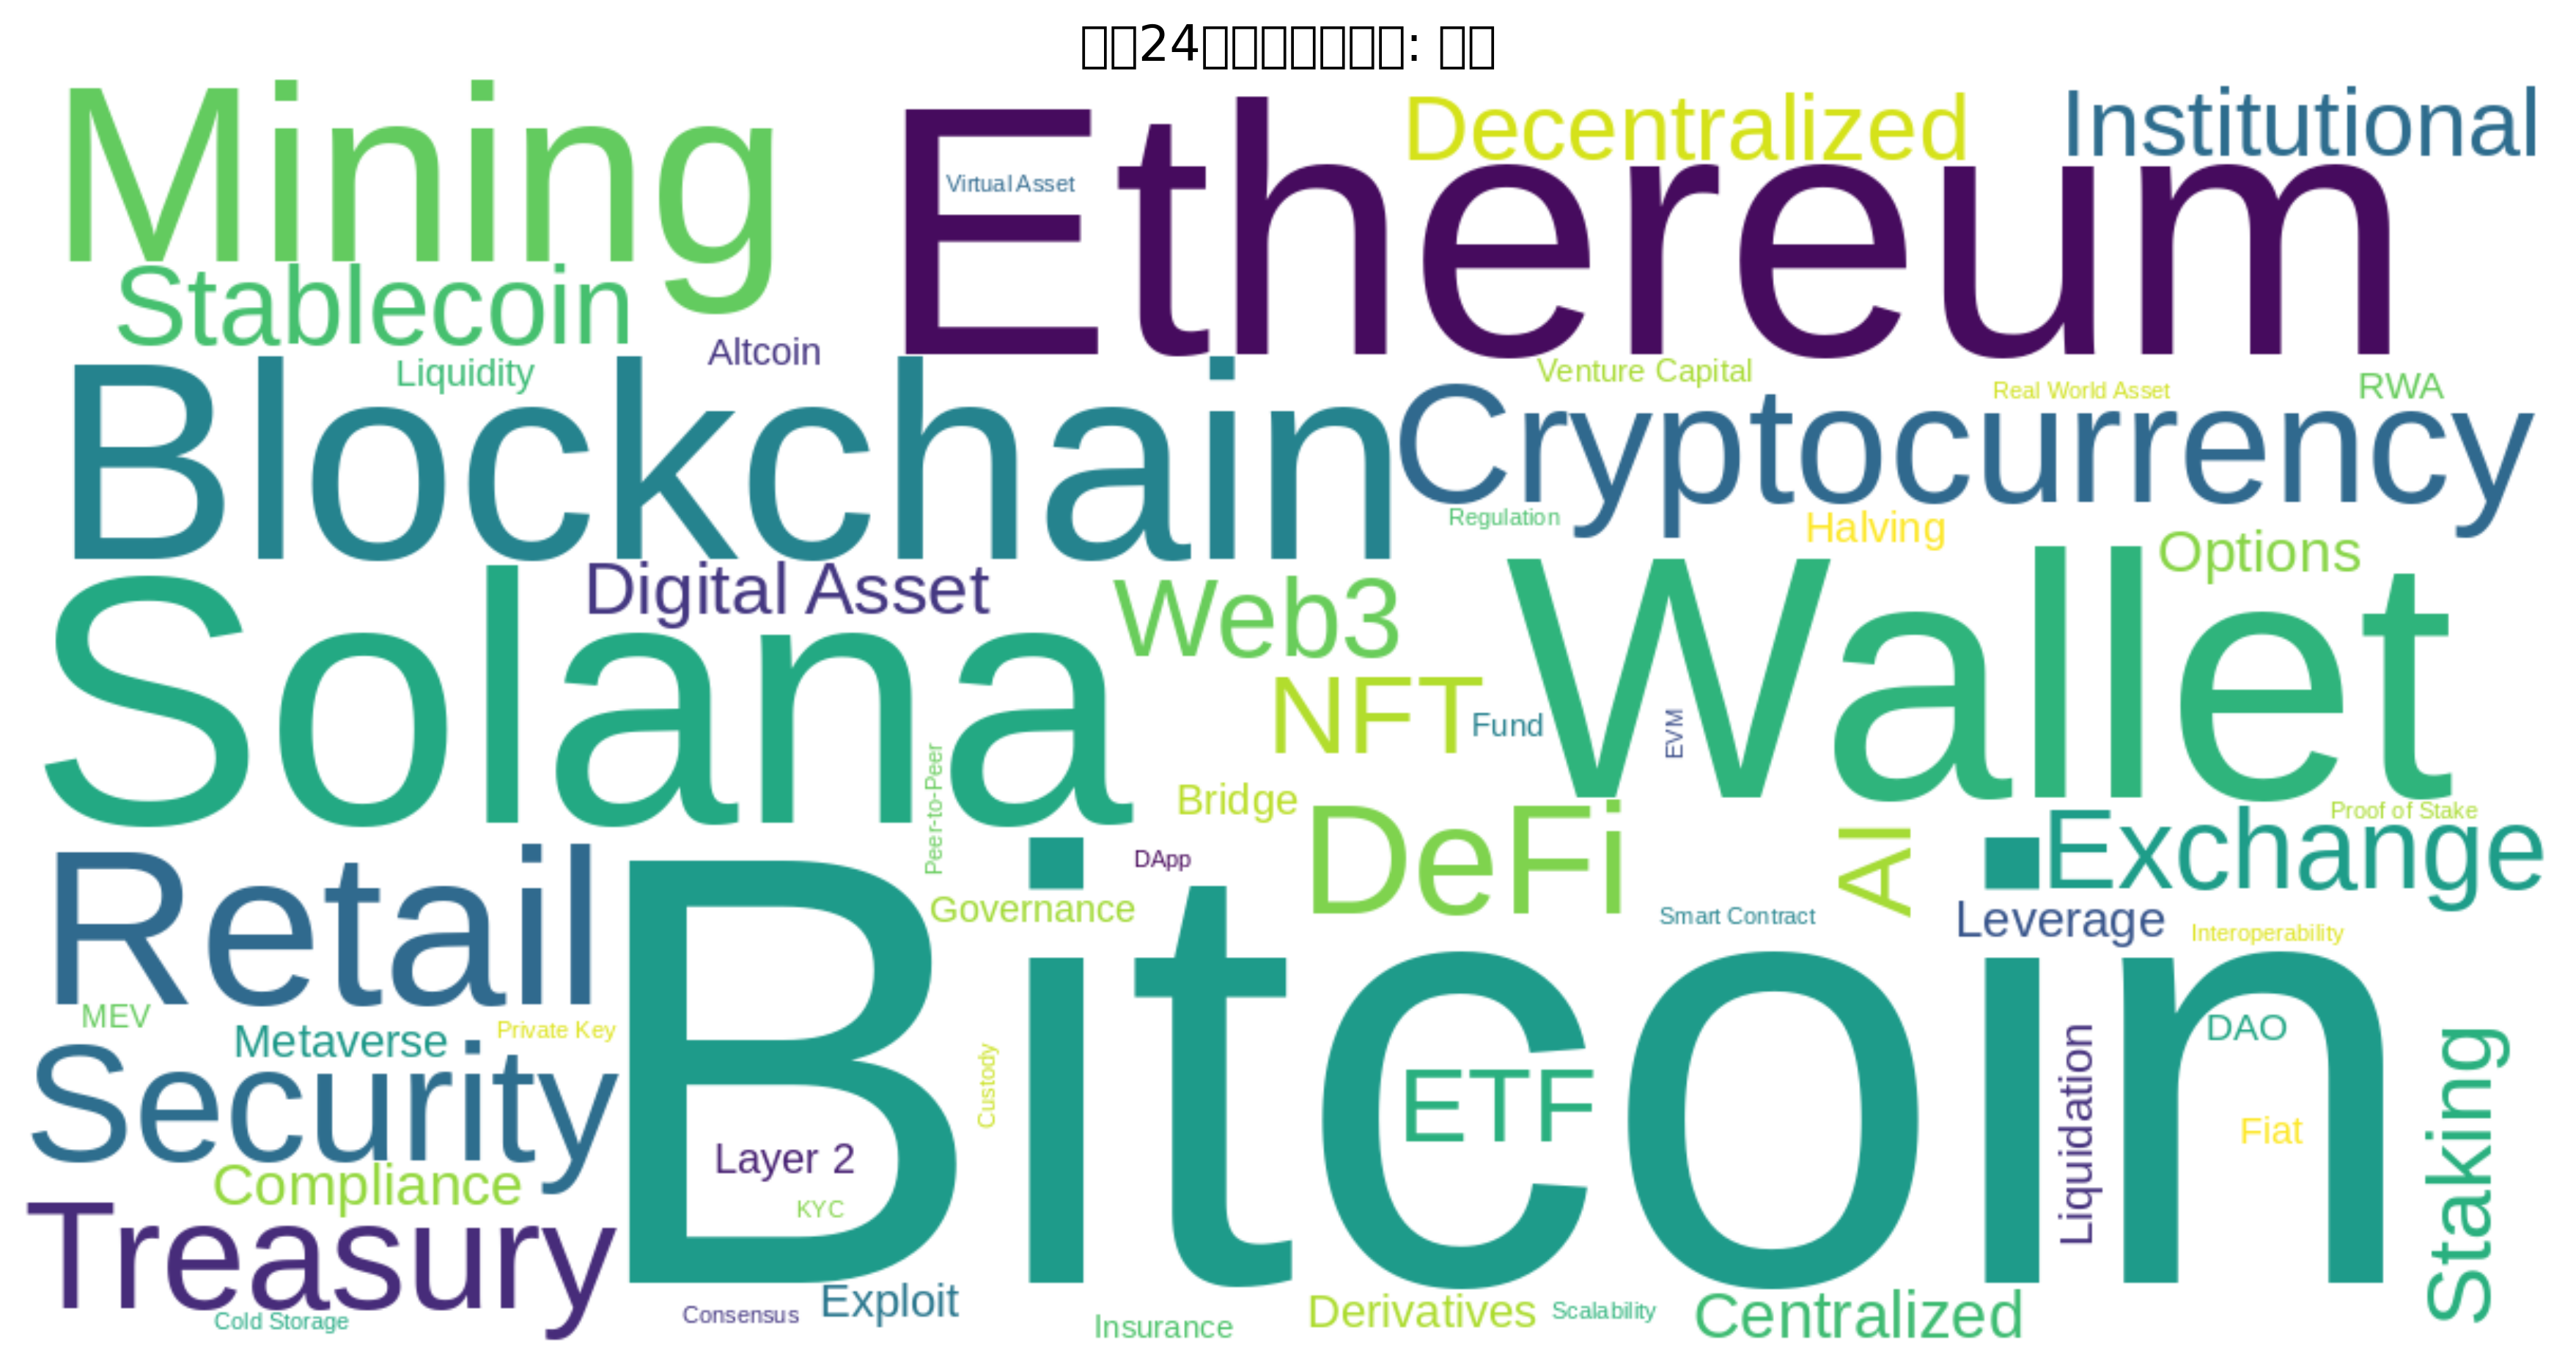 □□24□□□□□□□: □□
Mining
Ethereum
Decentralized
Institutional
Virtual Asset
Stablecoin
Altcoin
Liquidity
Venture Capital
Real World Asset
RWA
Blockchain
Cryptocurrency
Regulation
Halving
Options
Digital Asset
Web3
Wallet
Solana
NFT
Fund
EVM
Peer-to-Peer
Bridge
DeFi
AI
Proof of Stake
Exchange
DApp
Retail
Governance
Smart Contract
Leverage
Interoperability
Bitcoin
MEV
Metaverse
Private Key
DAO
Security
Custody
ETF
Liquidation
Fiat
Staking
Layer 2
Compliance
KYC
Treasury
Exploit
Cold Storage
Consensus
Insurance
Derivatives
Scalability
Centralized